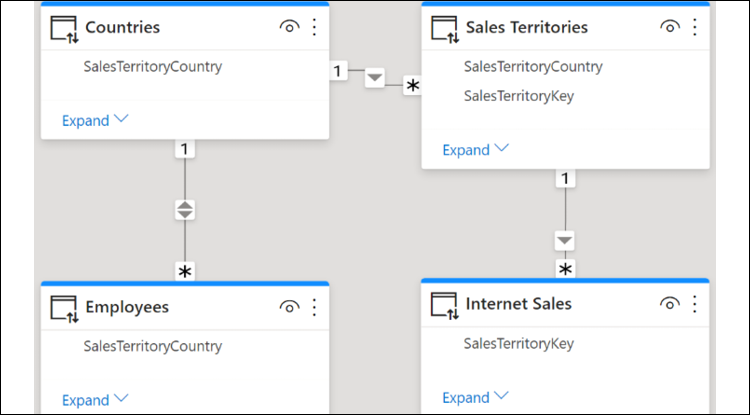 Countries
SalesTerritoryCountry
Expand
Sales Territories
SalesTerritoryCountry
SalesTerritoryKey
Expand
1
*
1
*
1
*
Employees
SalesTerritoryCountry
Expand
Internet Sales
SalesTerritoryKey
Expand